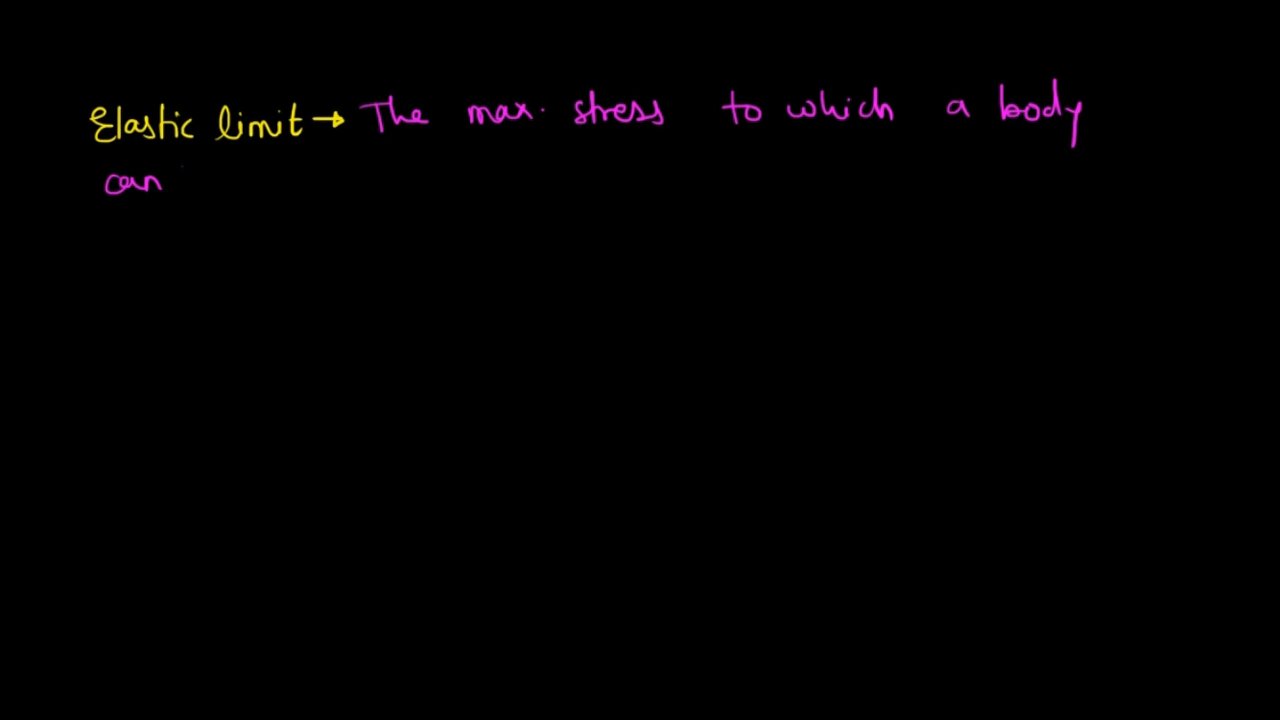 Elastic limit → The max. stress to which a body
can